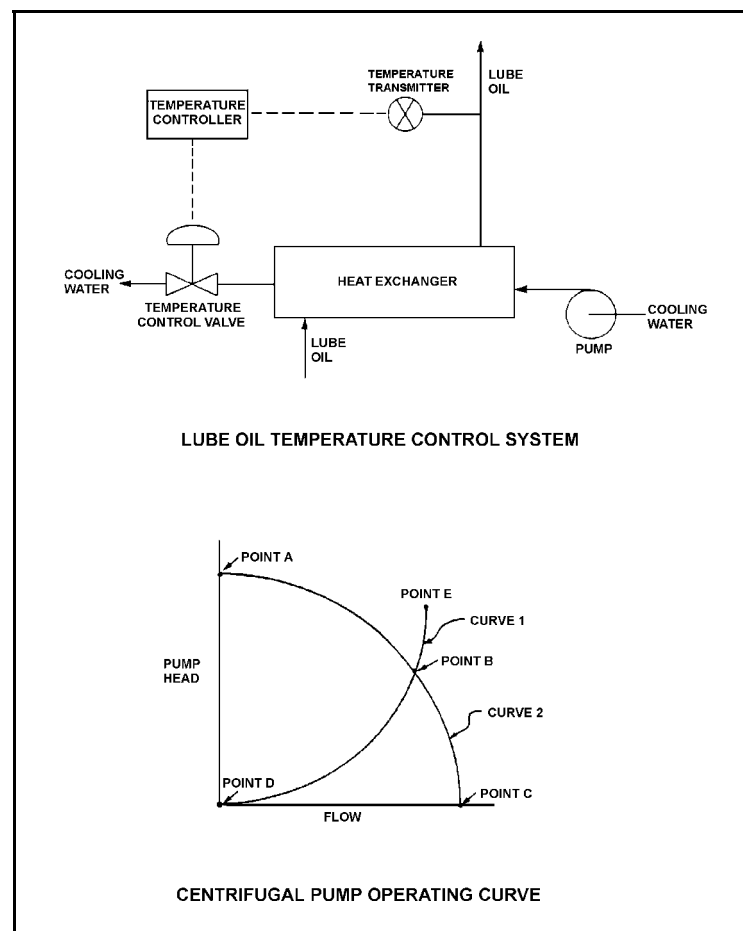 LUBE
OIL
TEMPERATURE
TRANSMITTER
TEMPERATURE
CONTROLLER
COOLING
WATER
TEMPERATURE
CONTROL VALVE
HEAT EXCHANGER
LUBE
OIL
COOLING
WATER
PUMP
LUBE OIL TEMPERATURE CONTROL SYSTEM
POINT A
POINT E
CURVE 1
POINT B
PUMP
HEAD
CURVE 2
POINT D
POINT C
FLOW
CENTRIFUGAL PUMP OPERATING CURVE